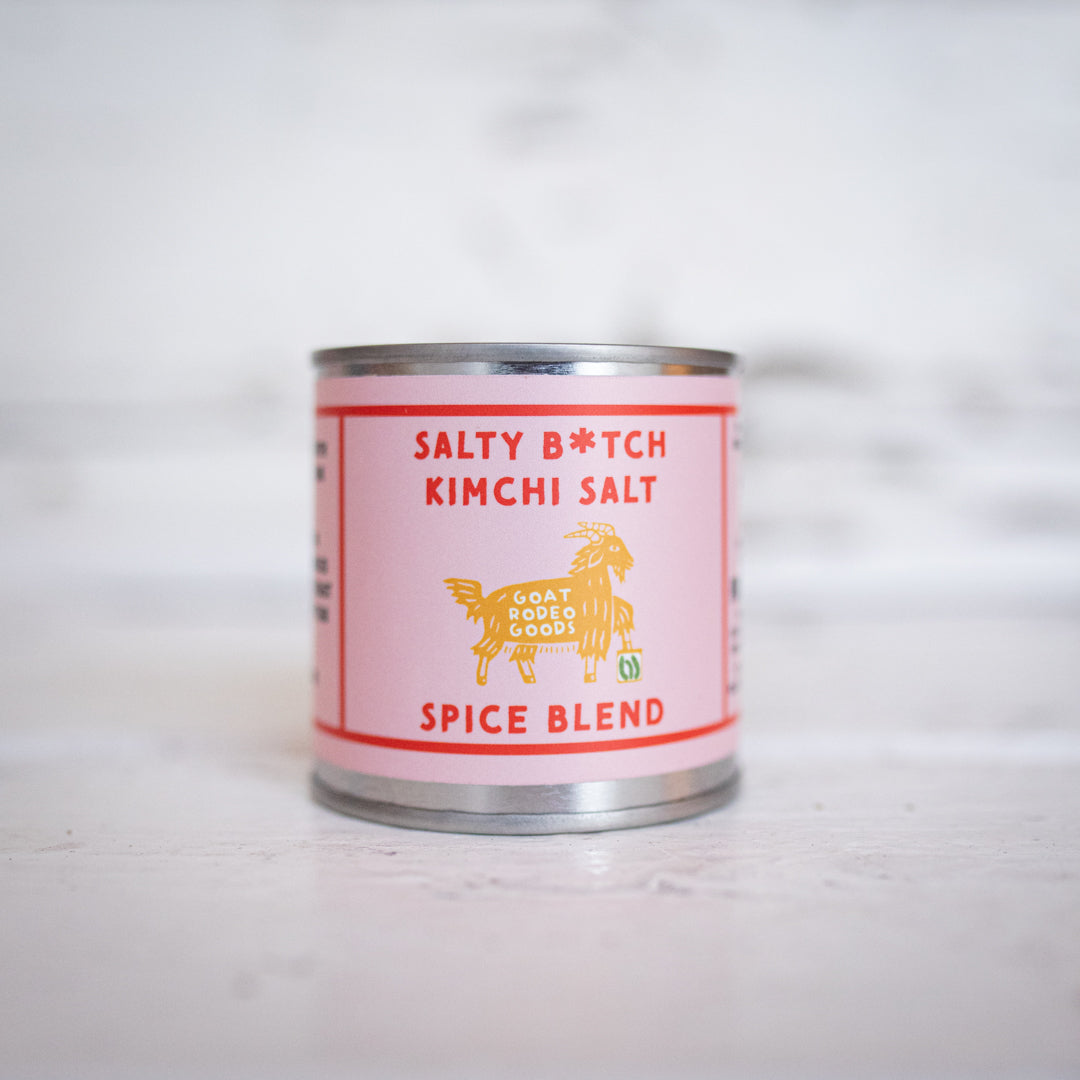 SALTY B*TCH
KIMCHI SALT
GOAT
RODEO
GOODS
SPICE BLEND